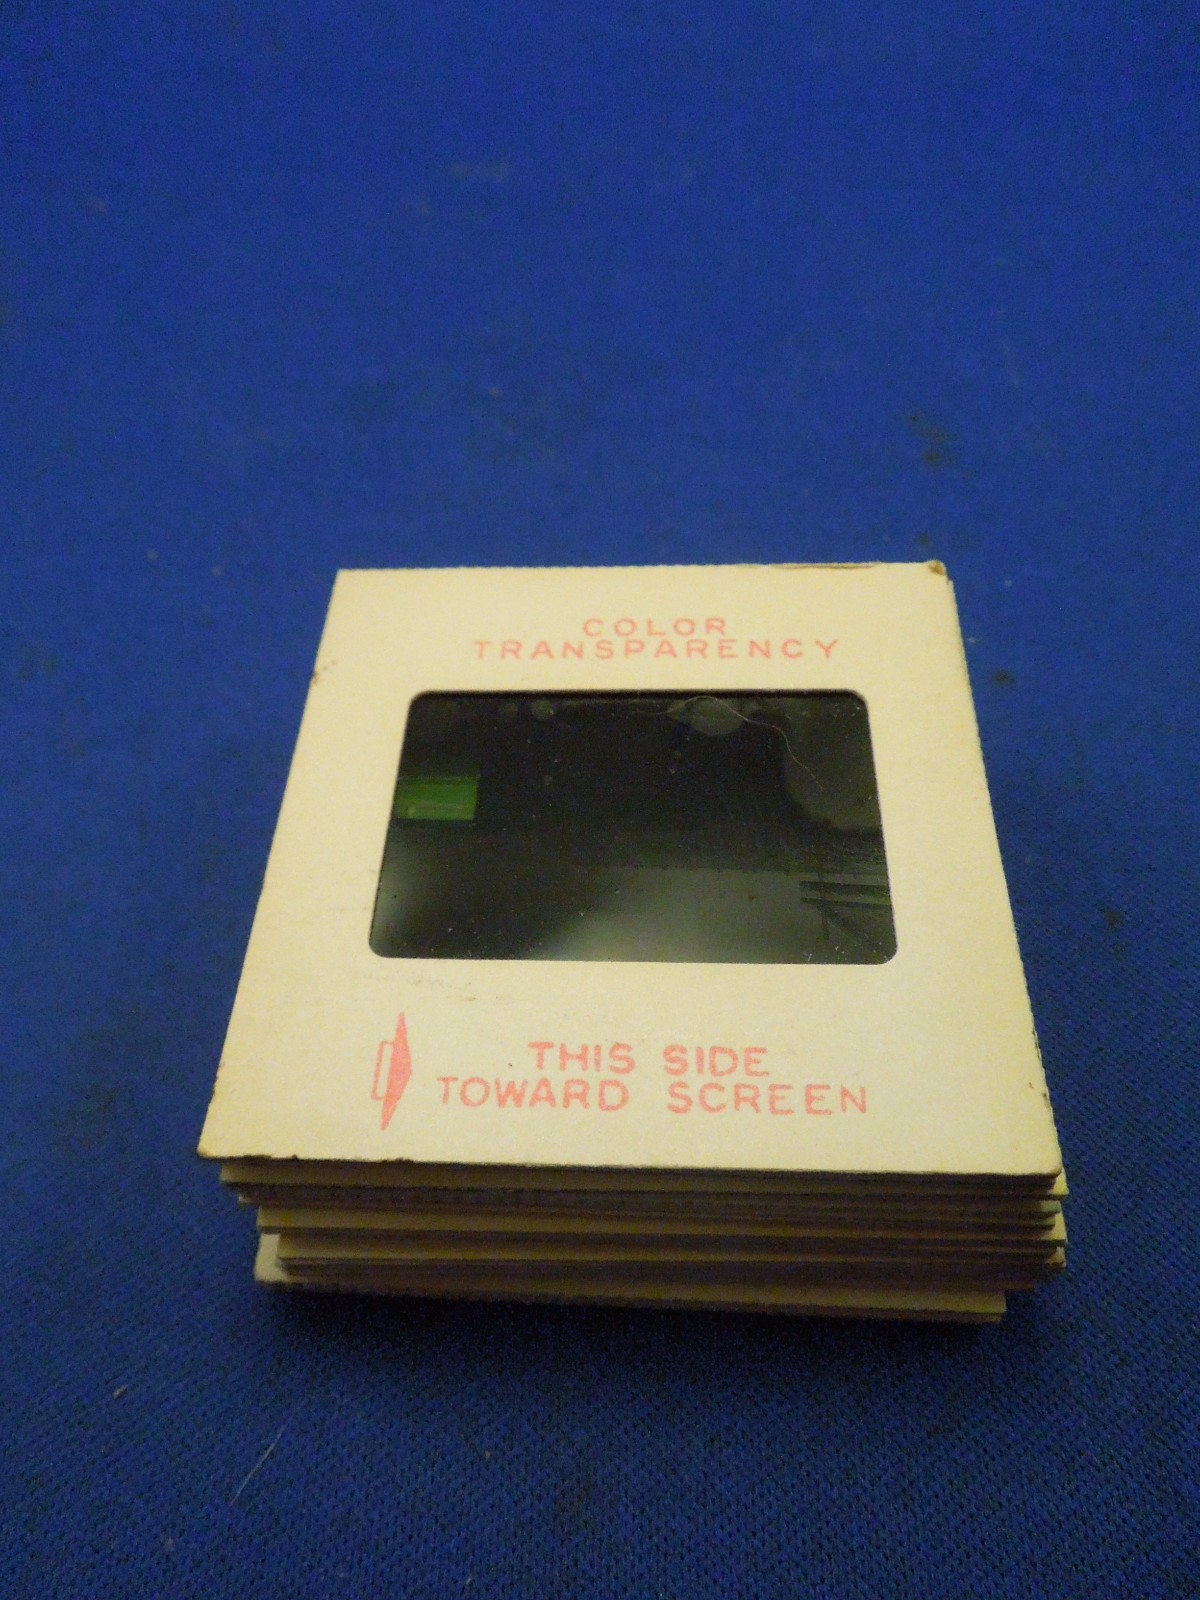 COLOR
TRANSPARENCY
THIS SIDE
TOWARD SCREEN